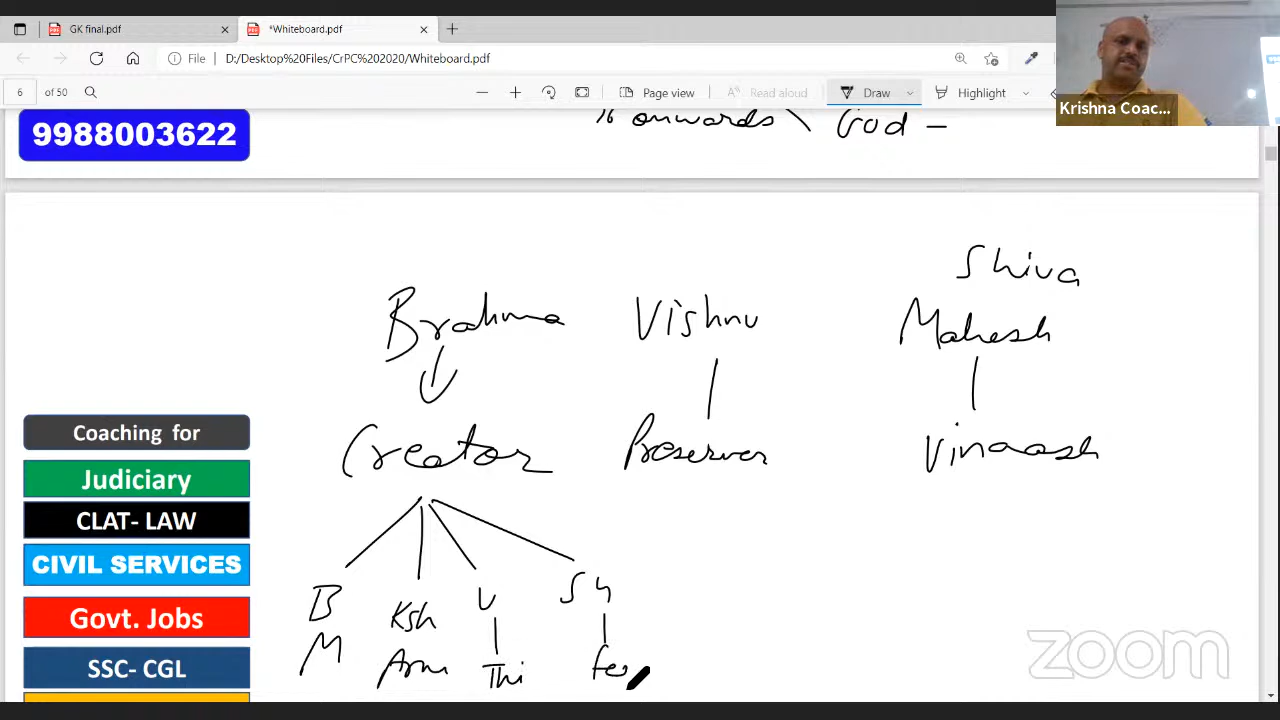 GK final.pdf
*Whiteboard.pdf
File D:/Desktop%20Files/CrPC%202020/Whiteboard.pdf
6 of 50
Page view
Read aloud
Draw
Highlight
Krishna Coac...
9988003622
onwards God -
Shiva
Brahma Vishnu Mahesh
Creator Preserver Vinaash
Coaching for
Judiciary
CLAT- LAW
CIVIL SERVICES
Govt. Jobs
SSC- CGL
B Ksh V Sh
M Arm Thi fee
zoom